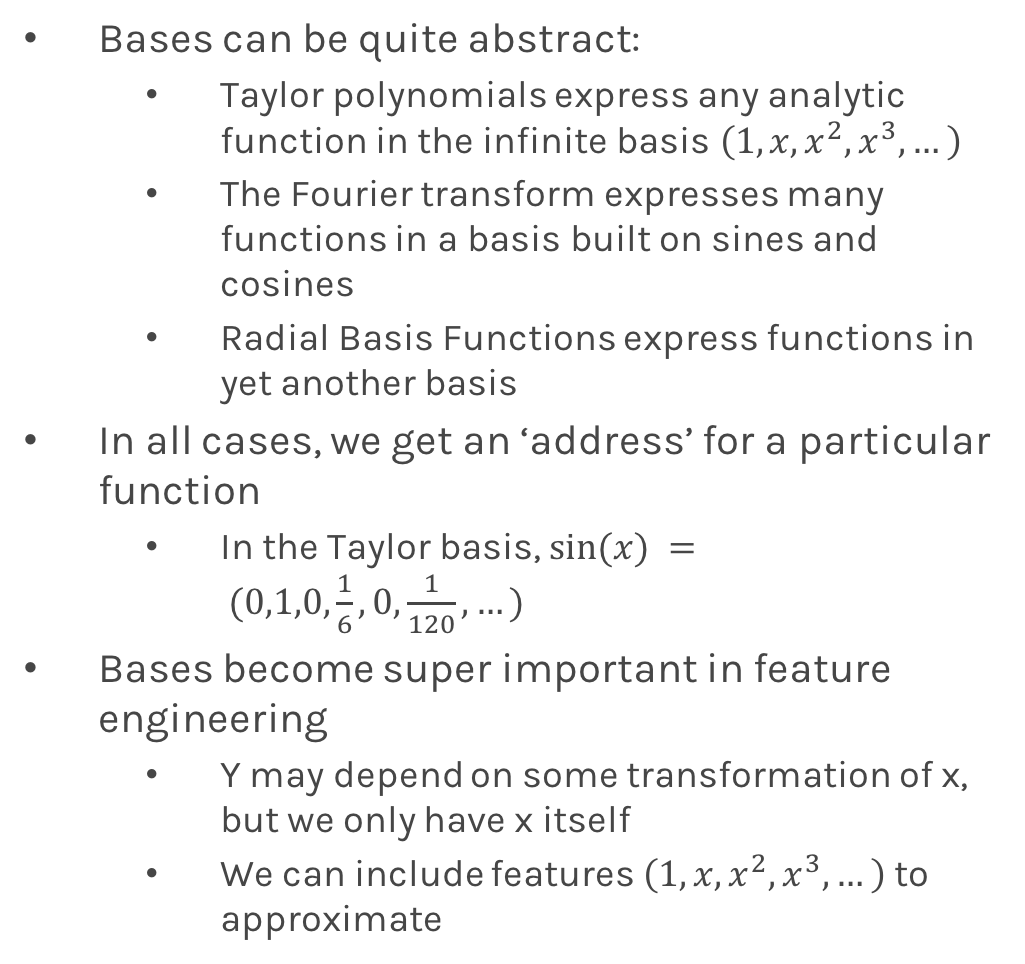 • Bases can be quite abstract:
• Taylor polynomials express any analytic
function in the infinite basis (1, x, x², x³, … )
• The Fourier transform expresses many
functions in a basis built on sines and
cosines
• Radial Basis Functions express functions in
yet another basis
• In all cases, we get an ‘address’ for a particular
function
• In the Taylor basis, sin(x) =
(0,1,0, 1/6, 0, 1/120, … )
• Bases become super important in feature
engineering
• Y may depend on some transformation of x,
but we only have x itself
• We can include features (1, x, x², x³, … ) to
approximate